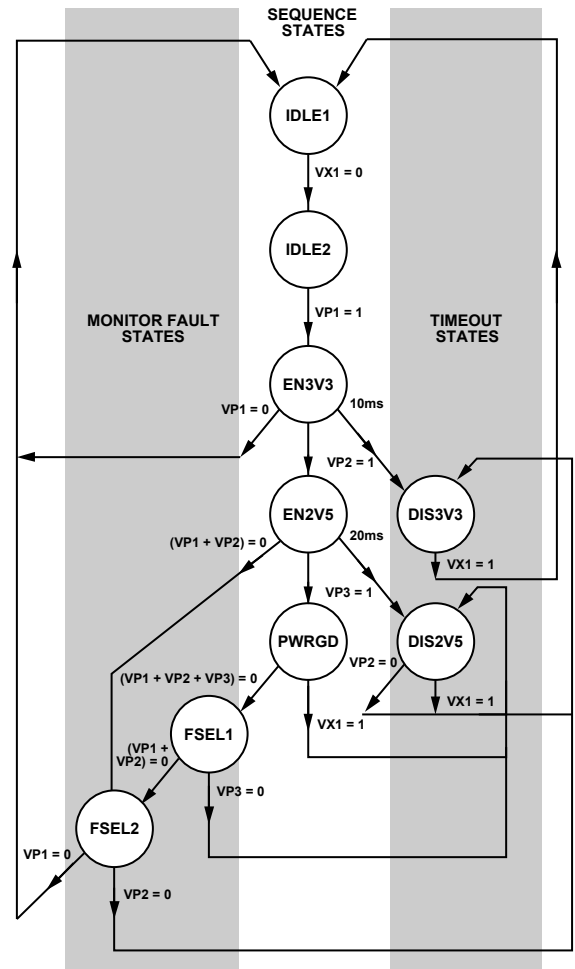 SEQUENCE
STATES
IDLE1
VX1 = 0
IDLE2
MONITOR FAULT
STATES
VP1 = 1
TIMEOUT
STATES
EN3V3
VP1 = 0
10ms
VP2 = 1
DIS3V3
EN2V5
(VP1 + VP2) = 0
20ms
VX1 = 1
VP3 = 1
PWRGD
DIS2V5
VP2 = 0
(VP1 + VP2 + VP3) = 0
VX1 = 1
VX1 = 1
FSEL1
(VP1 +
VP2) = 0
VP3 = 0
FSEL2
VP1 = 0
VP2 = 0